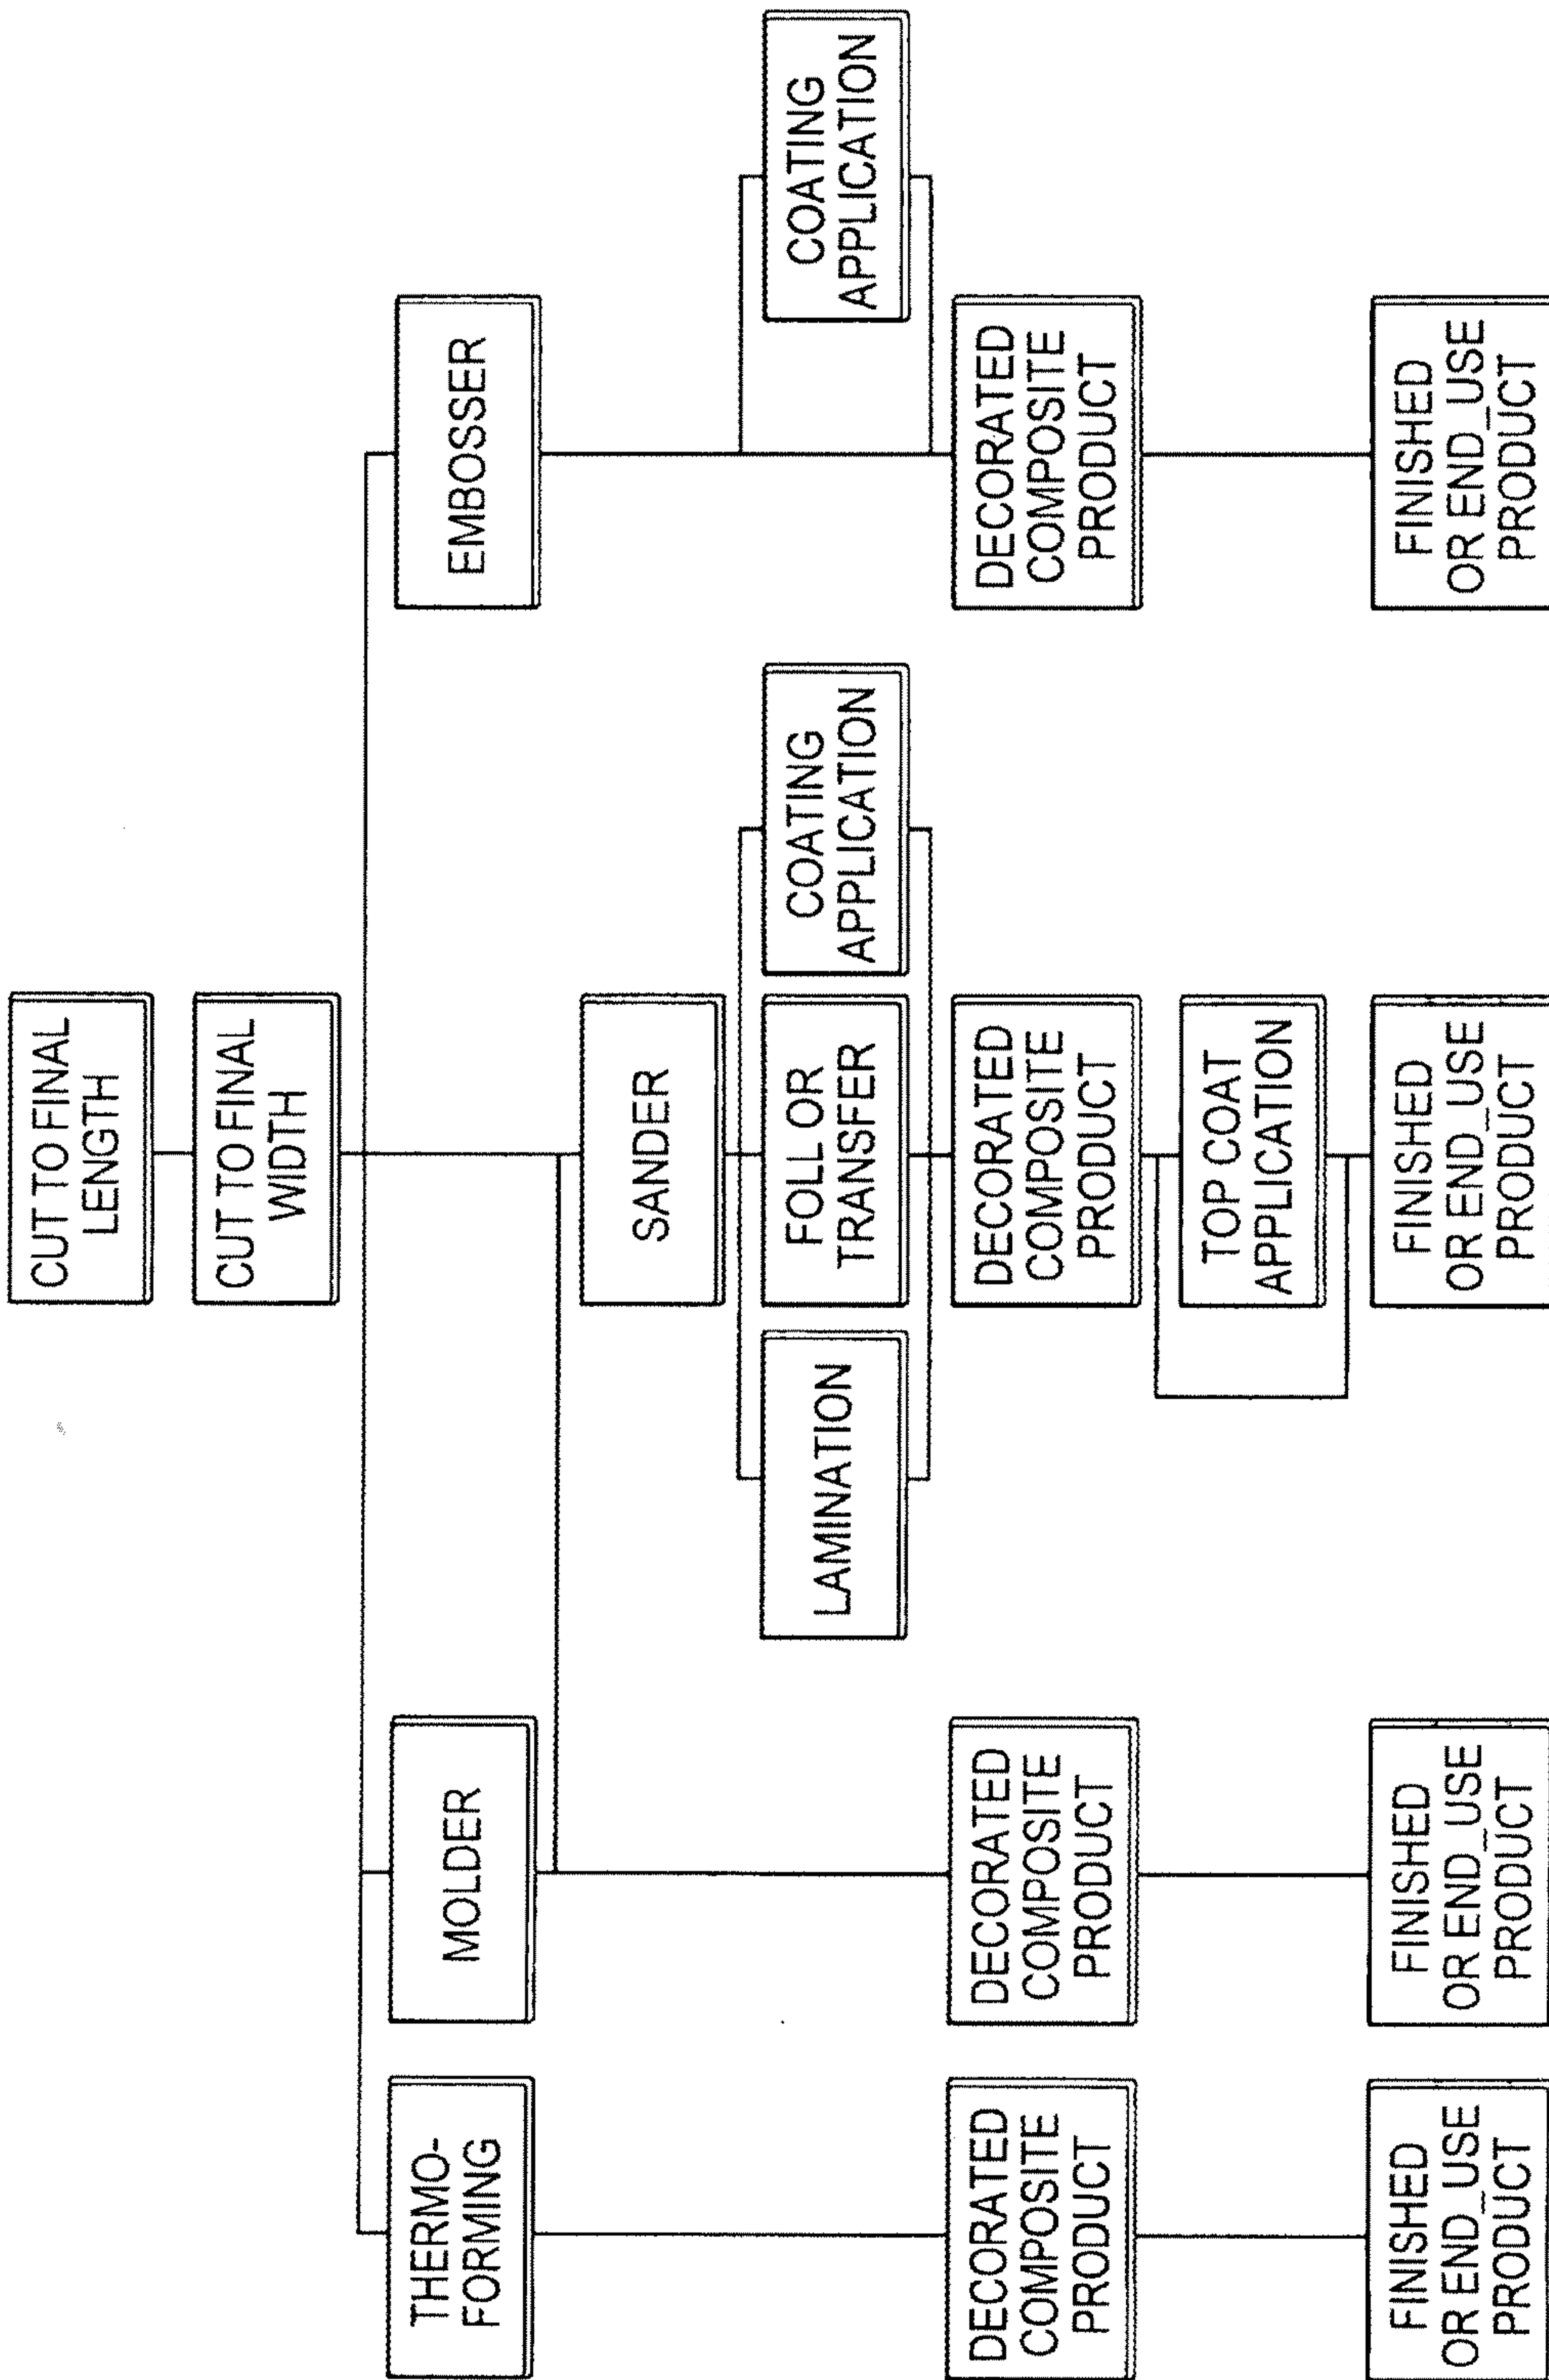 CUT TO FINAL
LENGTH
CUT TO FINAL
WIDTH
THERMO-
FORMING
MOLDER
EMBOSSER
SANDER
LAMINATION
FOLL OR
TRANSFER
COATING
APPLICATION
COATING
APPLICATION
DECORATED
COMPOSITE
PRODUCT
DECORATED
COMPOSITE
PRODUCT
DECORATED
COMPOSITE
PRODUCT
DECORATED
COMPOSITE
PRODUCT
TOP COAT
APPLICATION
FINISHED
OR END_USE
PRODUCT
FINISHED
OR END_USE
PRODUCT
FINISHED
OR END_USE
PRODUCT
FINISHED
OR END_USE
PRODUCT